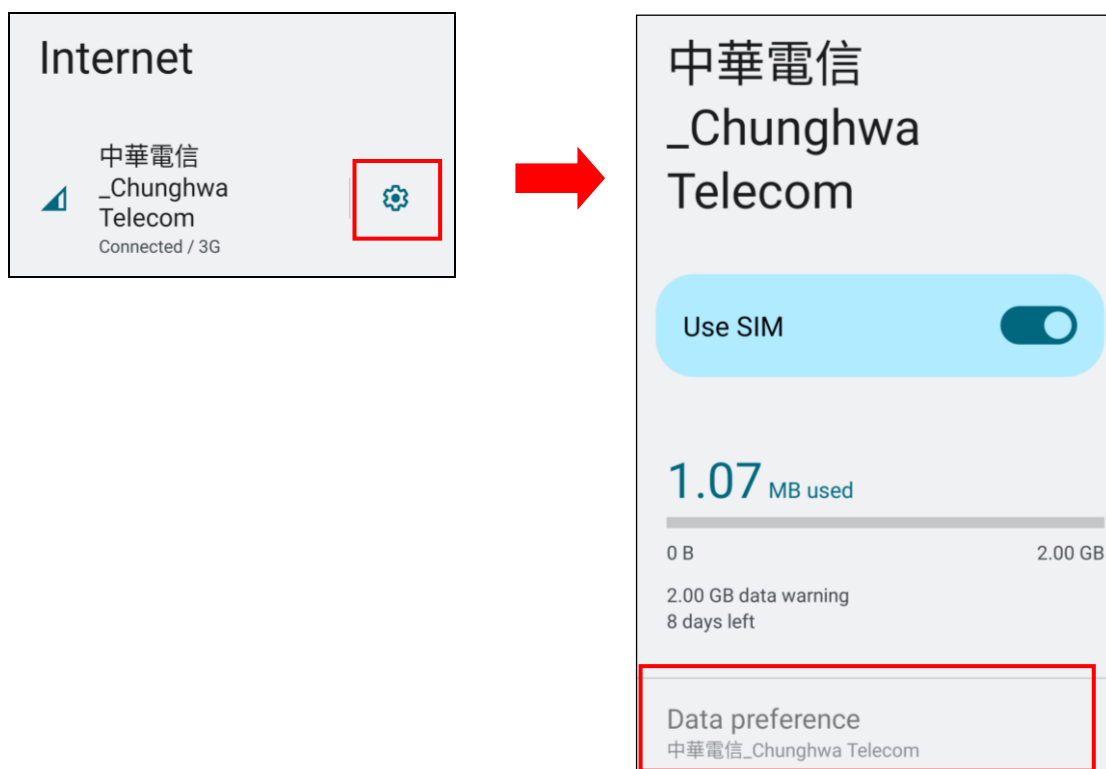 Internet
中華電信
_Chunghwa
Telecom
Connected / 3G
中華電信
_Chunghwa
Telecom
Use SIM
1.07 MB used
0 B 2.00 GB
2.00 GB data warning
8 days left
Data preference
中華電信_Chunghwa Telecom